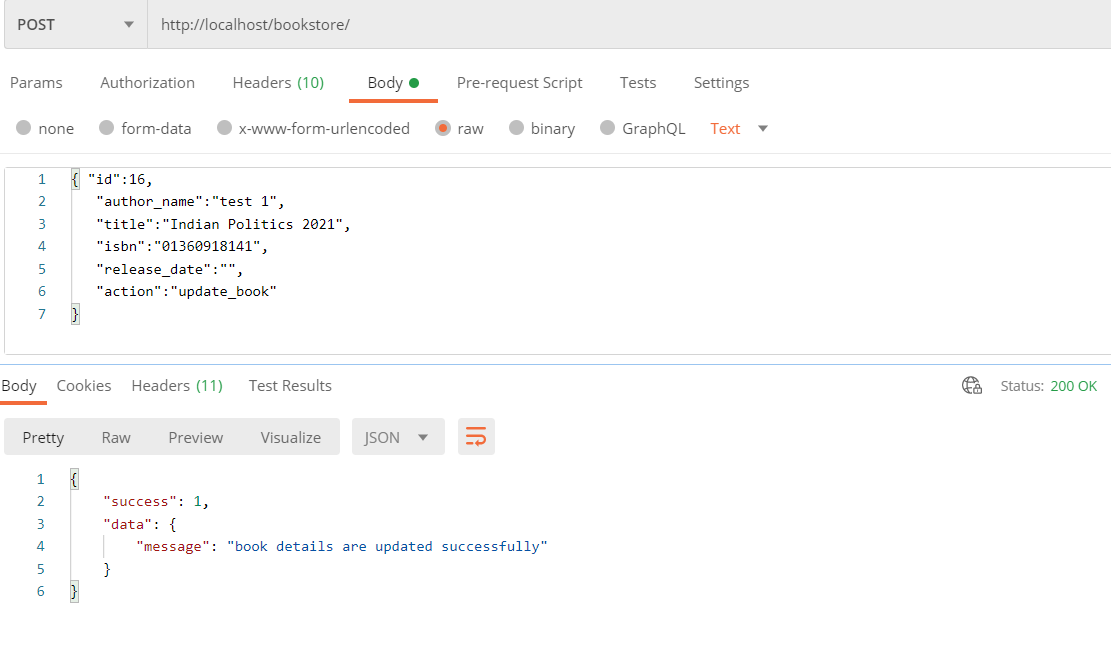 POST http://localhost/bookstore/
Params Authorization Headers (10) Body Pre-request Script Tests Settings
none form-data x-www-form-urlencoded raw binary GraphQL Text
1 { "id":16,
2 "author_name":"test 1",
3 "title":"Indian Politics 2021",
4 "isbn":"01360918141",
5 "release_date":"",
6 "action":"update_book"
7 }
Body Cookies Headers (11) Test Results Status: 200 OK
Pretty Raw Preview Visualize JSON
1 {
2 "success": 1,
3 "data": {
4 "message": "book details are updated successfully"
5 }
6 }